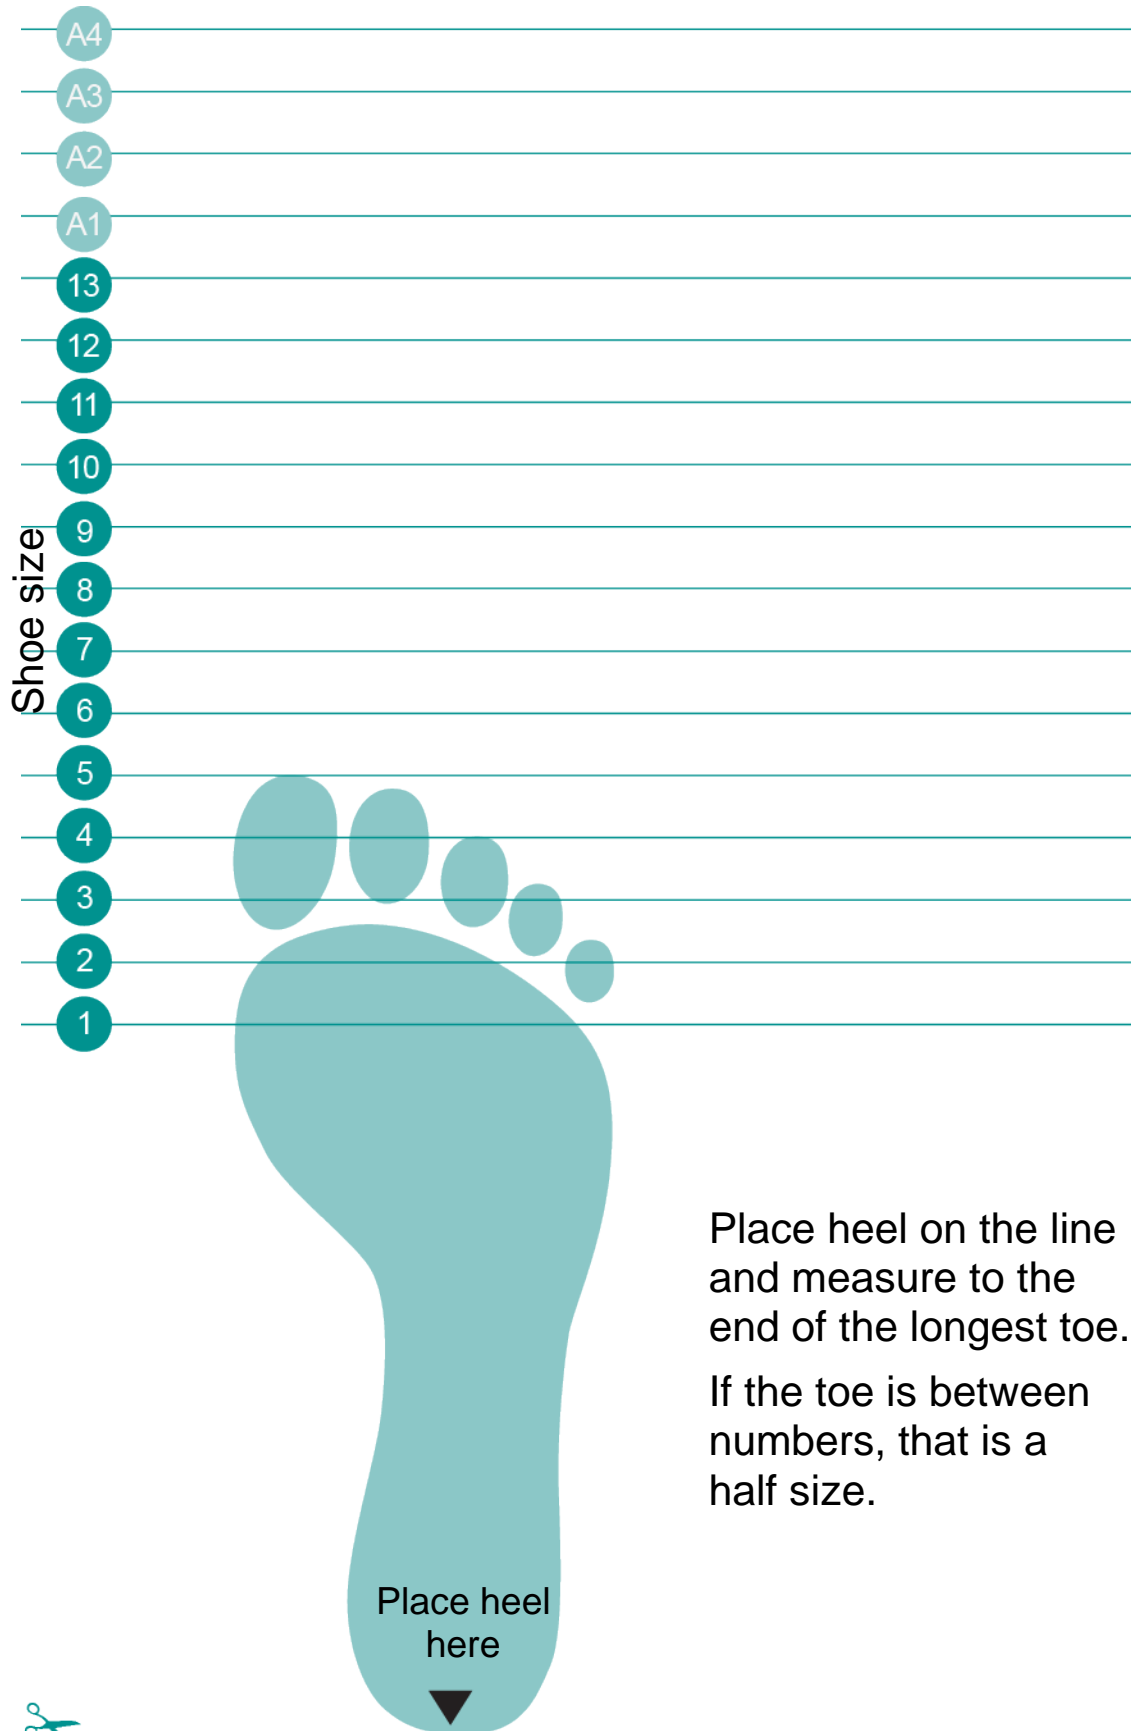 A4
A3
A2
A1
13
12
11
10
9
8
7
6
5
4
3
2
1
Shoe size
Place heel on the line
and measure to the
end of the longest toe.
If the toe is between
numbers, that is a
half size.
Place heel
here